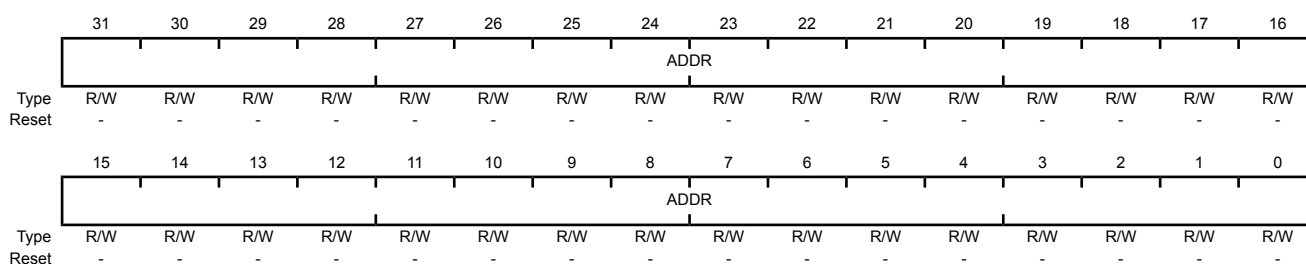 31 30 29 28 27 26 25 24 23 22 21 20 19 18 17 16
ADDR
Type R/W R/W R/W R/W R/W R/W R/W R/W R/W R/W R/W R/W R/W R/W R/W R/W
Reset - - - - - - - - - - - - - - - -
15 14 13 12 11 10 9 8 7 6 5 4 3 2 1 0
ADDR
Type R/W R/W R/W R/W R/W R/W R/W R/W R/W R/W R/W R/W R/W R/W R/W R/W
Reset - - - - - - - - - - - - - - - -